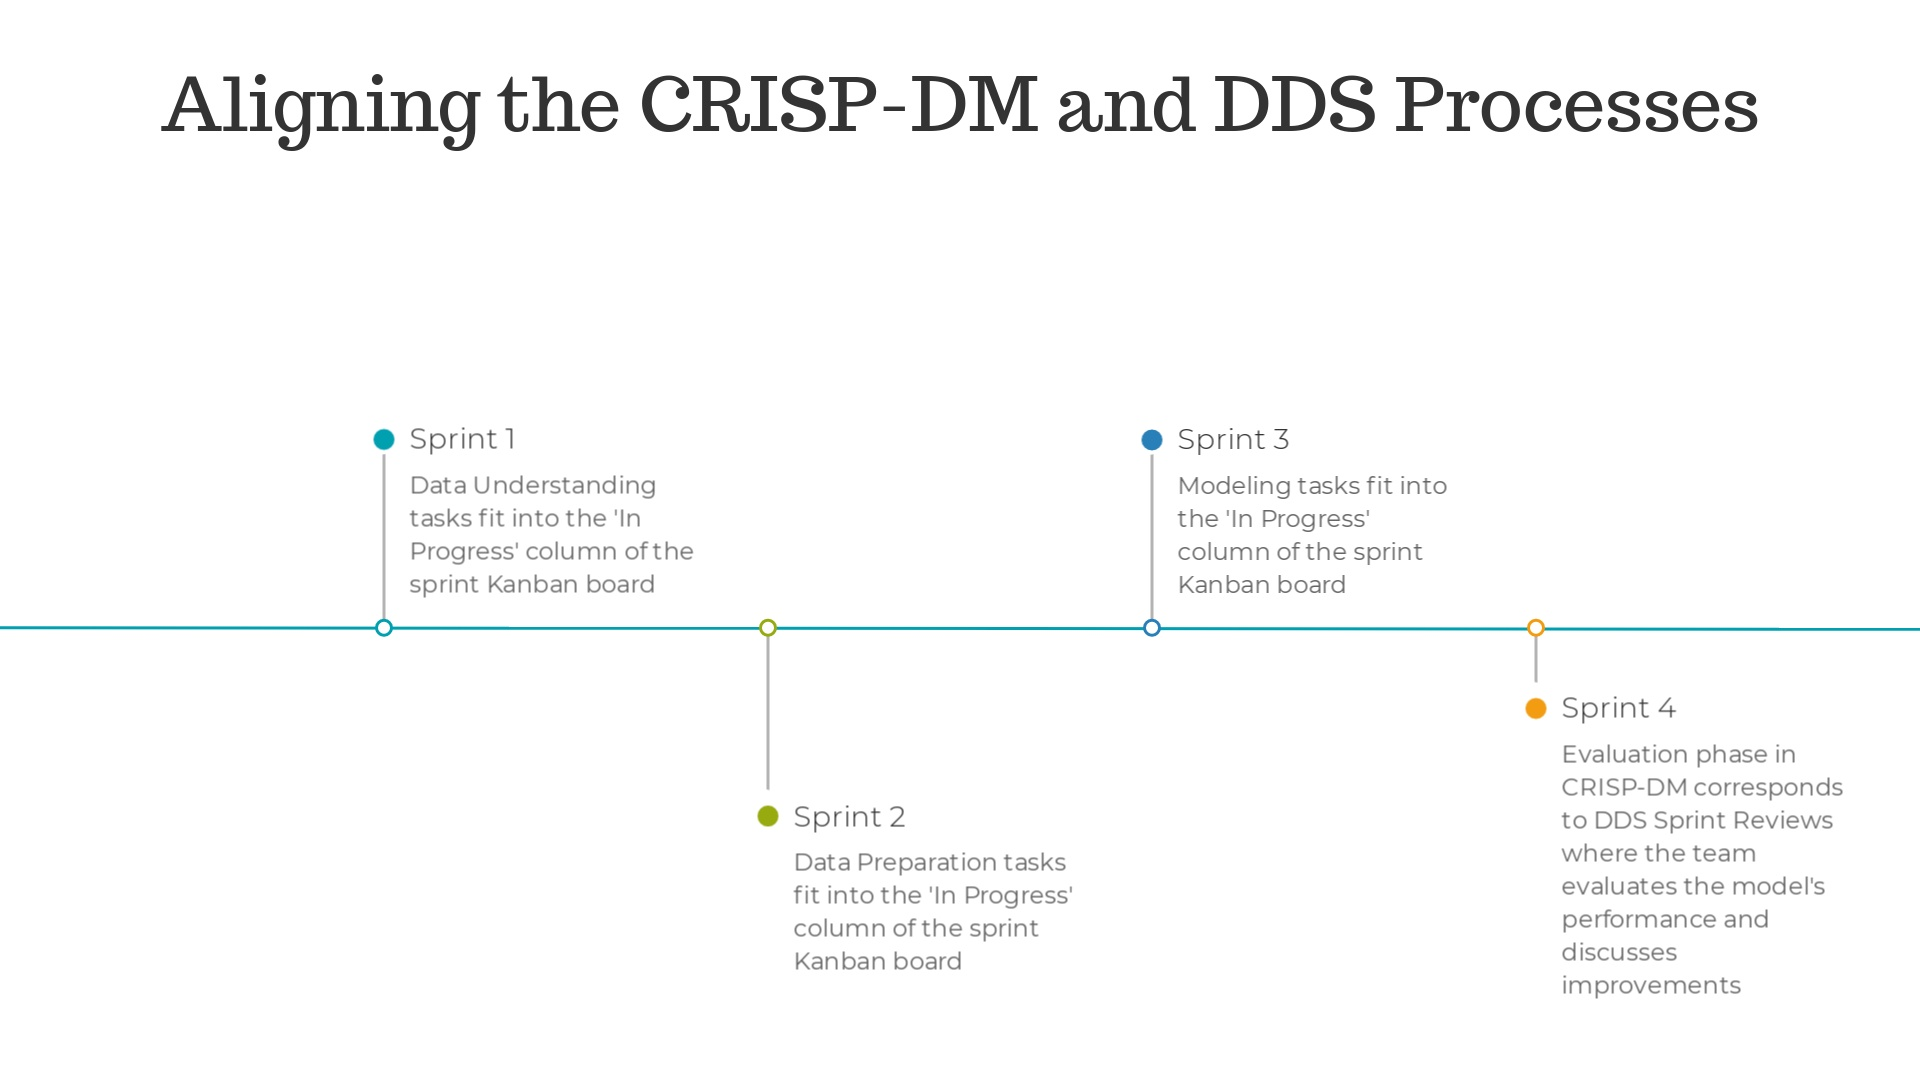 Aligning the CRISP-DM and DDS Processes
Sprint 1
Data Understanding
tasks fit into the 'In
Progress' column of the
sprint Kanban board
Sprint 2
Data Preparation tasks
fit into the 'In Progress'
column of the sprint
Kanban board
Sprint 3
Modeling tasks fit into
the 'In Progress'
column of the sprint
Kanban board
Sprint 4
Evaluation phase in
CRISP-DM corresponds
to DDS Sprint Reviews
where the team
evaluates the model's
performance and
discusses
improvements